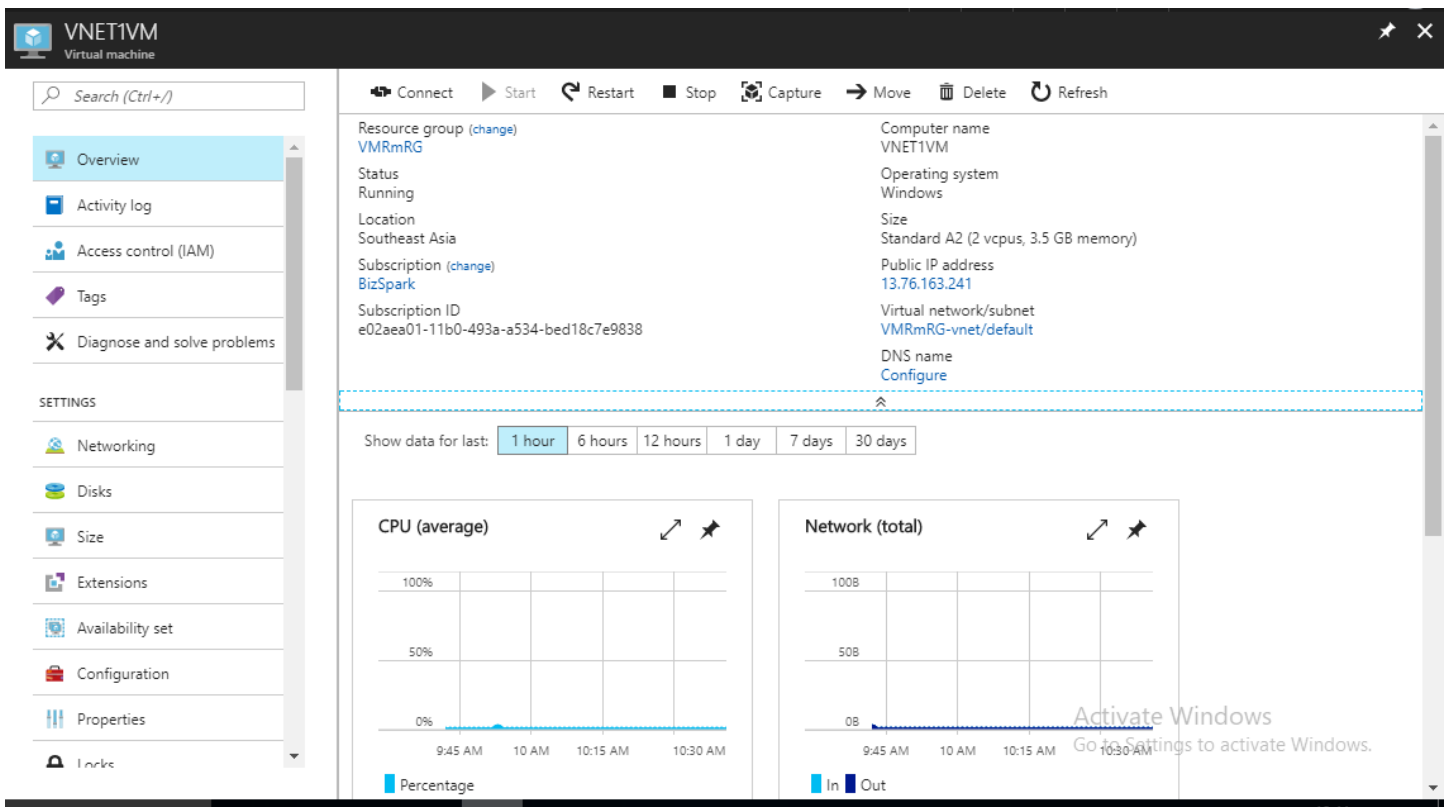 VNET1VM
Virtual machine
Search (Ctrl+/)
Overview
Activity log
Access control (IAM)
Tags
Diagnose and solve problems
SETTINGS
Networking
Disks
Size
Extensions
Availability set
Configuration
Properties
Locks
Connect Start Restart Stop Capture Move Delete Refresh
Resource group (change)
VMRmRG
Status
Running
Location
Southeast Asia
Subscription (change)
BizSpark
Subscription ID
e02aea01-11b0-493a-a534-bed18c7e9838
Computer name
VNET1VM
Operating system
Windows
Size
Standard A2 (2 vcpus, 3.5 GB memory)
Public IP address
13.76.163.241
Virtual network/subnet
VMRmRG-vnet/default
DNS name
Configure
Show data for last: 1 hour 6 hours 12 hours 1 day 7 days 30 days
CPU (average)
100%
50%
0%
9:45 AM 10 AM 10:15 AM 10:30 AM
Percentage
Network (total)
100B
50B
0B
9:45 AM 10 AM 10:15 AM 10:30 AM
In Out
Activate Windows
Go to Settings to activate Windows.